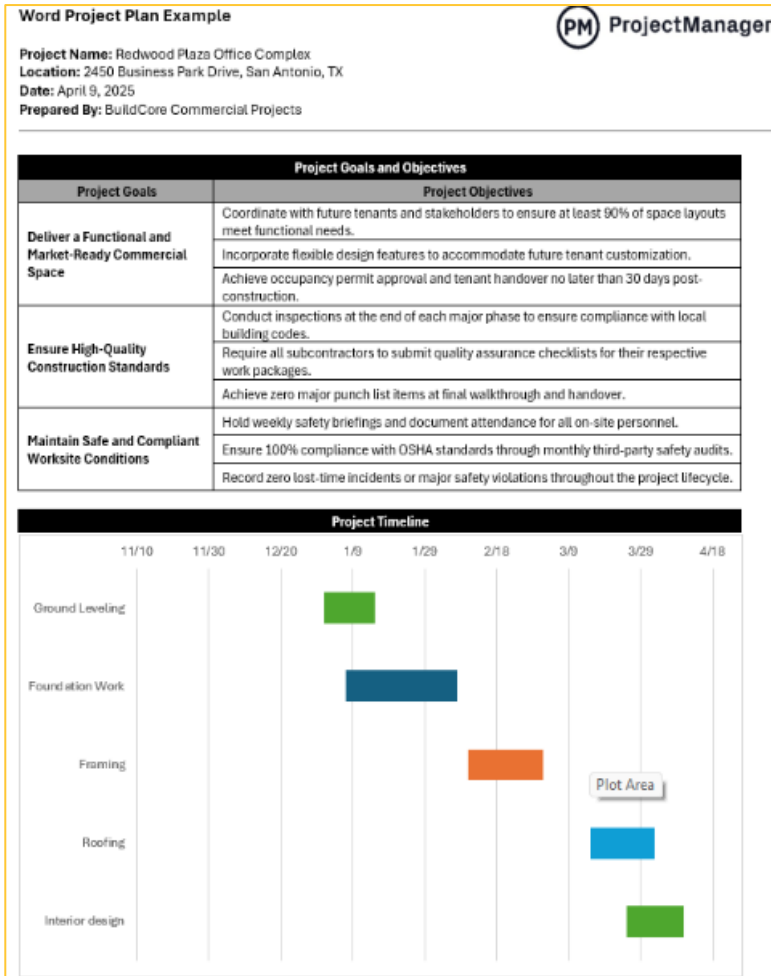 Word Project Plan Example
PM ProjectManager
Project Name: Redwood Plaza Office Complex
Location: 2450 Business Park Drive, San Antonio, TX
Date: April 9, 2025
Prepared By: BuildCore Commercial Projects
Project Goals and Objectives
Project Goals
Project Objectives
Deliver a Functional and
Market-Ready Commercial
Space
Coordinate with future tenants and stakeholders to ensure at least 90% of space layouts
meet functional needs.
Incorporate flexible design features to accommodate future tenant customization.
Achieve occupancy permit approval and tenant handover no later than 30 days post-
construction.
Ensure High-Quality
Construction Standards
Conduct inspections at the end of each major phase to ensure compliance with local
building codes.
Require all subcontractors to submit quality assurance checklists for their respective
work packages.
Achieve zero major punch list items at final walkthrough and handover.
Maintain Safe and Compliant
Worksite Conditions
Hold weekly safety briefings and document attendance for all on-site personnel.
Ensure 100% compliance with OSHA standards through monthly third-party safety audits.
Record zero lost-time incidents or major safety violations throughout the project lifecycle.
Project Timeline
11/10 11/30 12/20 1/9 1/29 2/18 3/9 3/29 4/18
Ground Leveling
Foundation Work
Framing
Plot Area
Roofing
Interior design